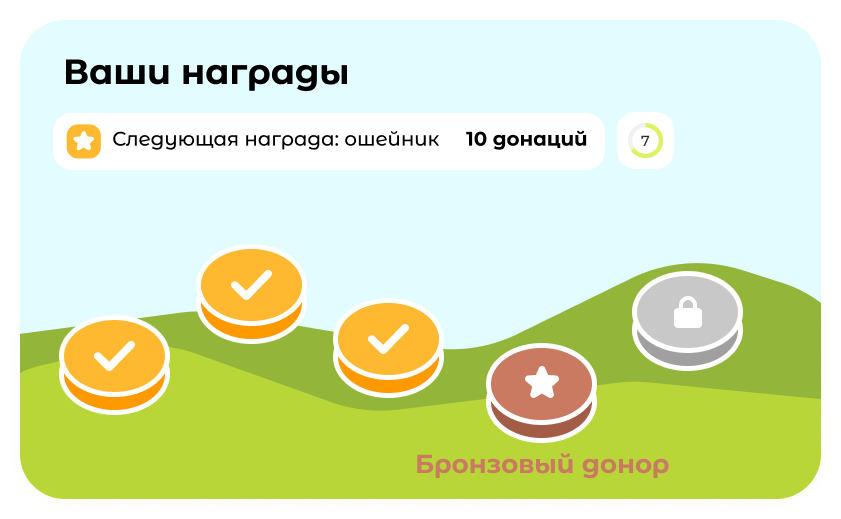 Ваши награды
Следующая награда: ошейник 10 донаций
7
Бронзовый донор